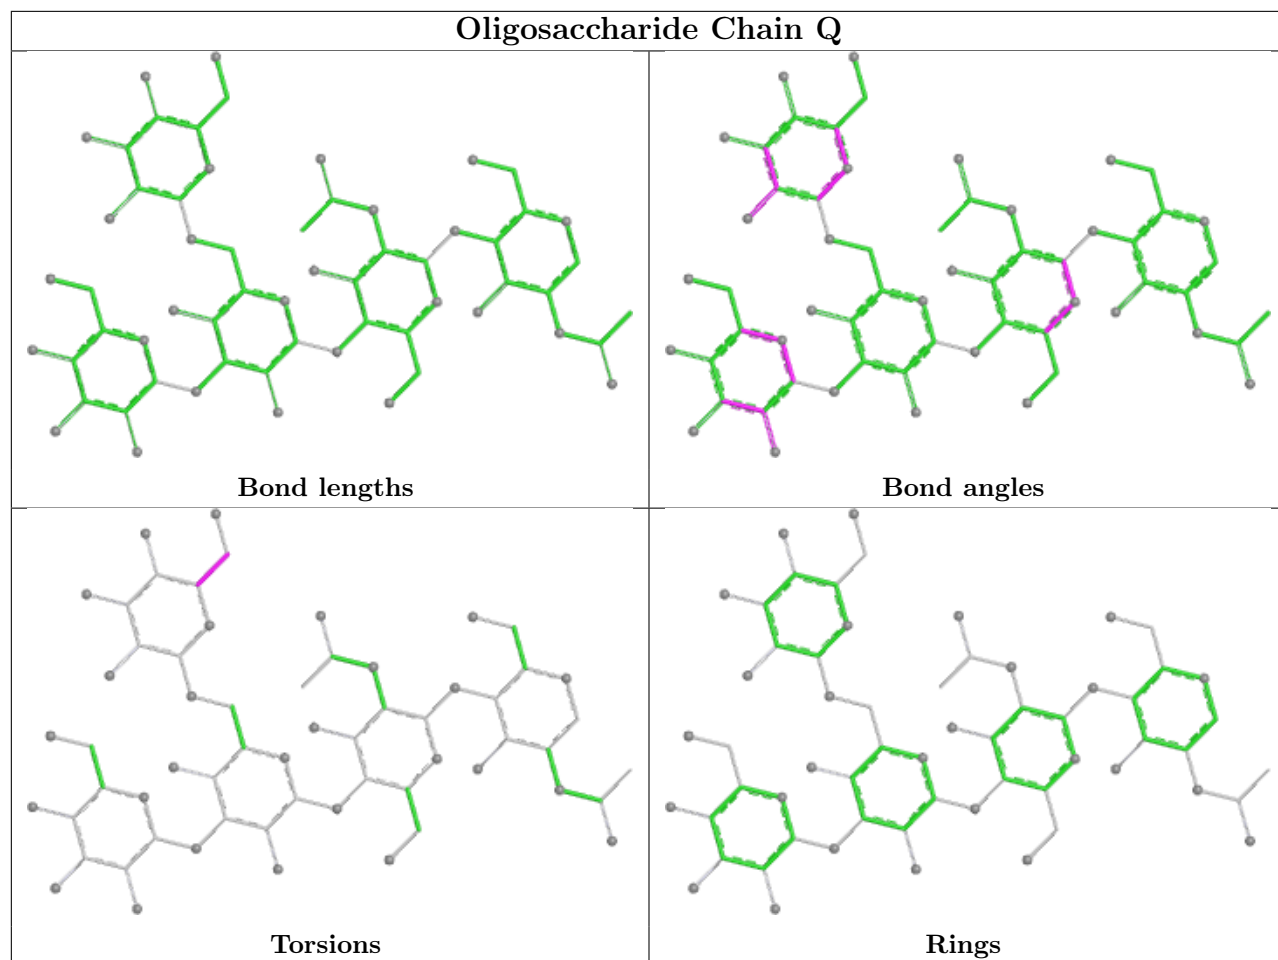 Oligosaccharide Chain Q
Bond lengths
Bond angles
Torsions
Rings